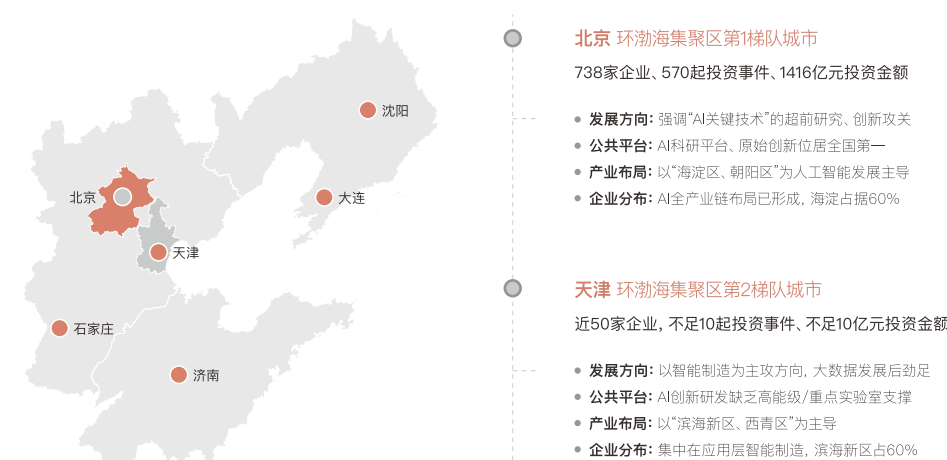 沈阳
北京
大连
天津
石家庄
济南
北京 环渤海集聚区第1梯队城市
738家企业、570起投资事件、1416亿元投资金额
发展方向：强调“AI关键技术”的超前研究、创新攻关
公共平台：AI科研平台、原始创新位居全国第一
产业布局：以“海淀区、朝阳区”为人工智能发展主导
企业分布：AI全产业链布局已形成，海淀占据60%
天津 环渤海集聚区第2梯队城市
近50家企业，不足10起投资事件、不足10亿元投资金额
发展方向：以智能制造为主攻方向，大数据发展后劲足
公共平台：AI创新研发缺乏高能级/重点实验室支撑
产业布局：以“滨海新区、西青区”为主导
企业分布：集中在应用层智能制造，滨海新区占60%